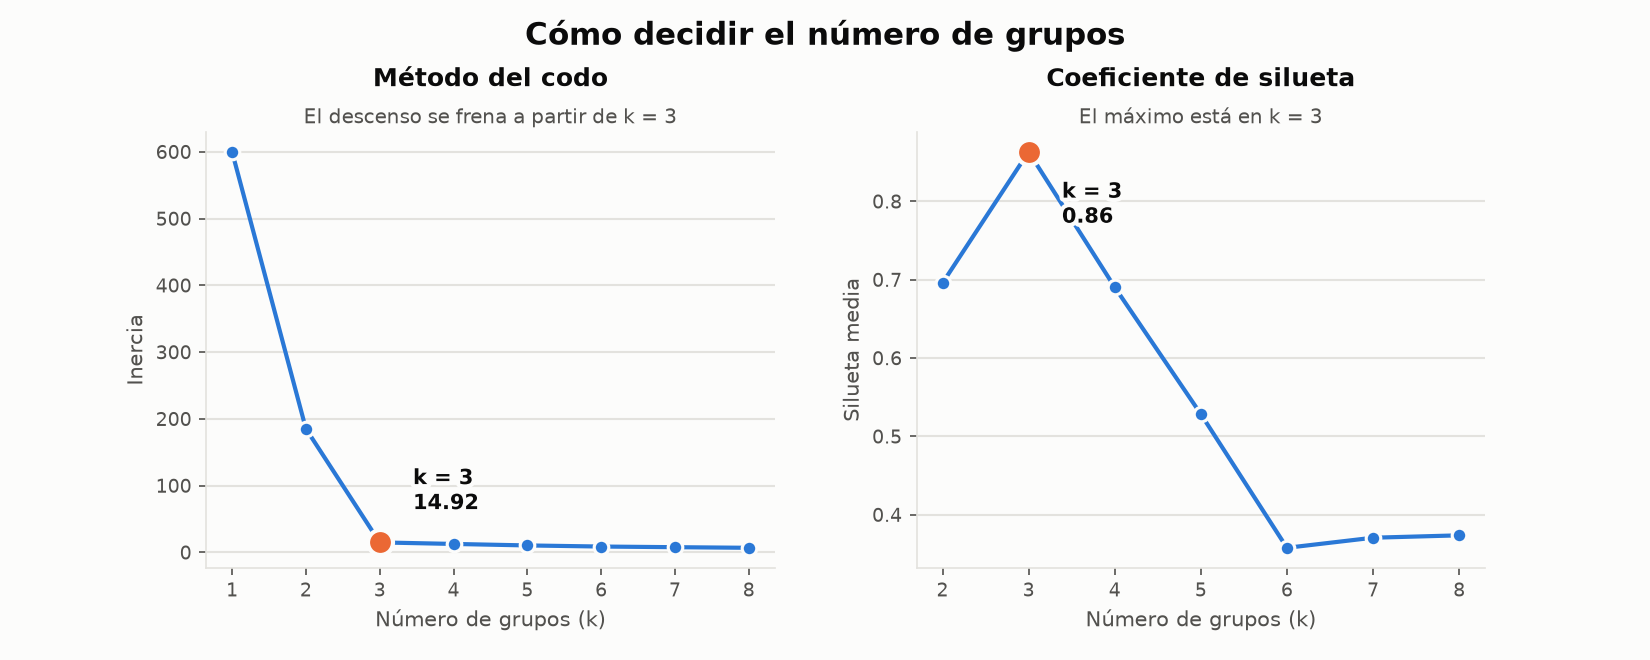 Cómo decidir el número de grupos
Método del codo
El descenso se frena a partir de k = 3
Inercia
600
500
400
300
200
100
0
k = 3
14.92
1 2 3 4 5 6 7 8
Número de grupos (k)
Coeficiente de silueta
El máximo está en k = 3
Silueta media
0.8
0.7
0.6
0.5
0.4
k = 3
0.86
2 3 4 5 6 7 8
Número de grupos (k)